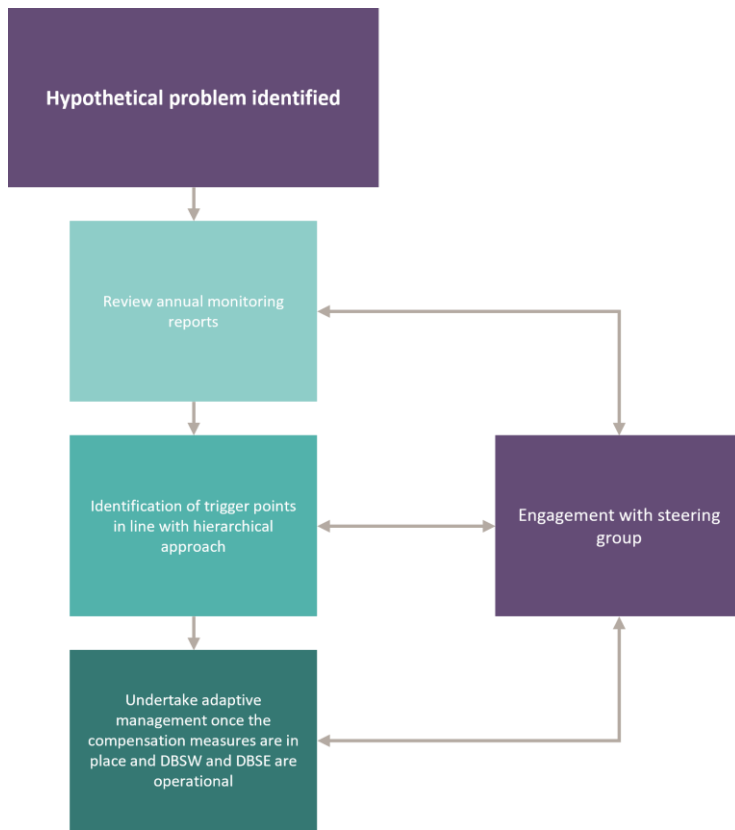 Hypothetical problem identified
Review annual monitoring
reports
Identification of trigger points
in line with hierarchical
approach
Engagement with steering
group
Undertake adaptive
management once the
compensation measures are in
place and DBSW and DBSE are
operational